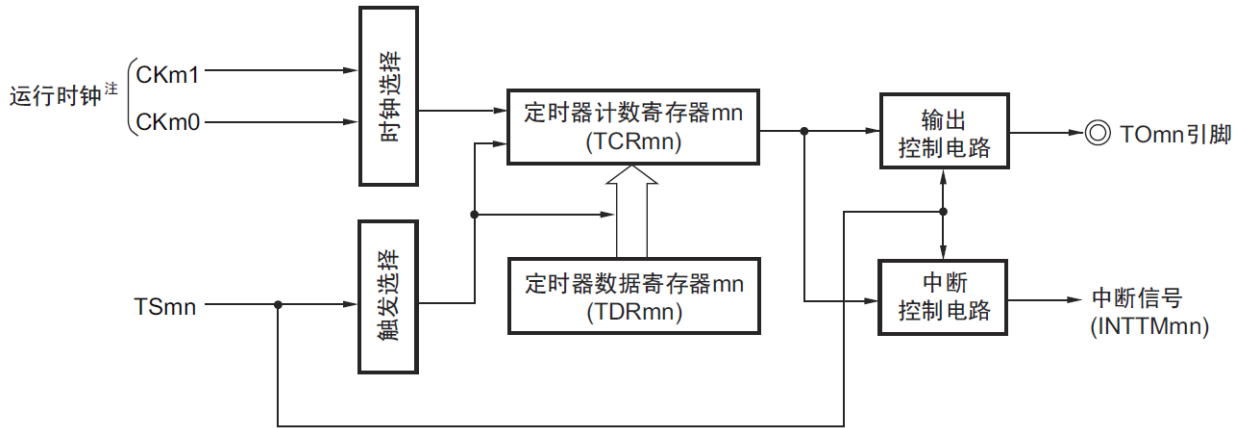 运行时钟注
CKm1
CKm0
时钟选择
定时器计数寄存器mn
(TCRmn)
输出
控制电路
TOmn引脚
TSmn
触发选择
定时器数据寄存器mn
(TDRmn)
中断
控制电路
中断信号
(INTTMmn)